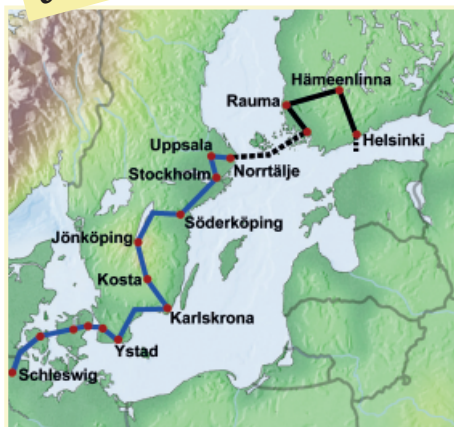 Hämeenlinna
Rauma
Helsinki
Uppsala
Norrtälje
Stockholm
Söderköping
Jönköping
Kosta
Karlskrona
Ystad
Schleswig